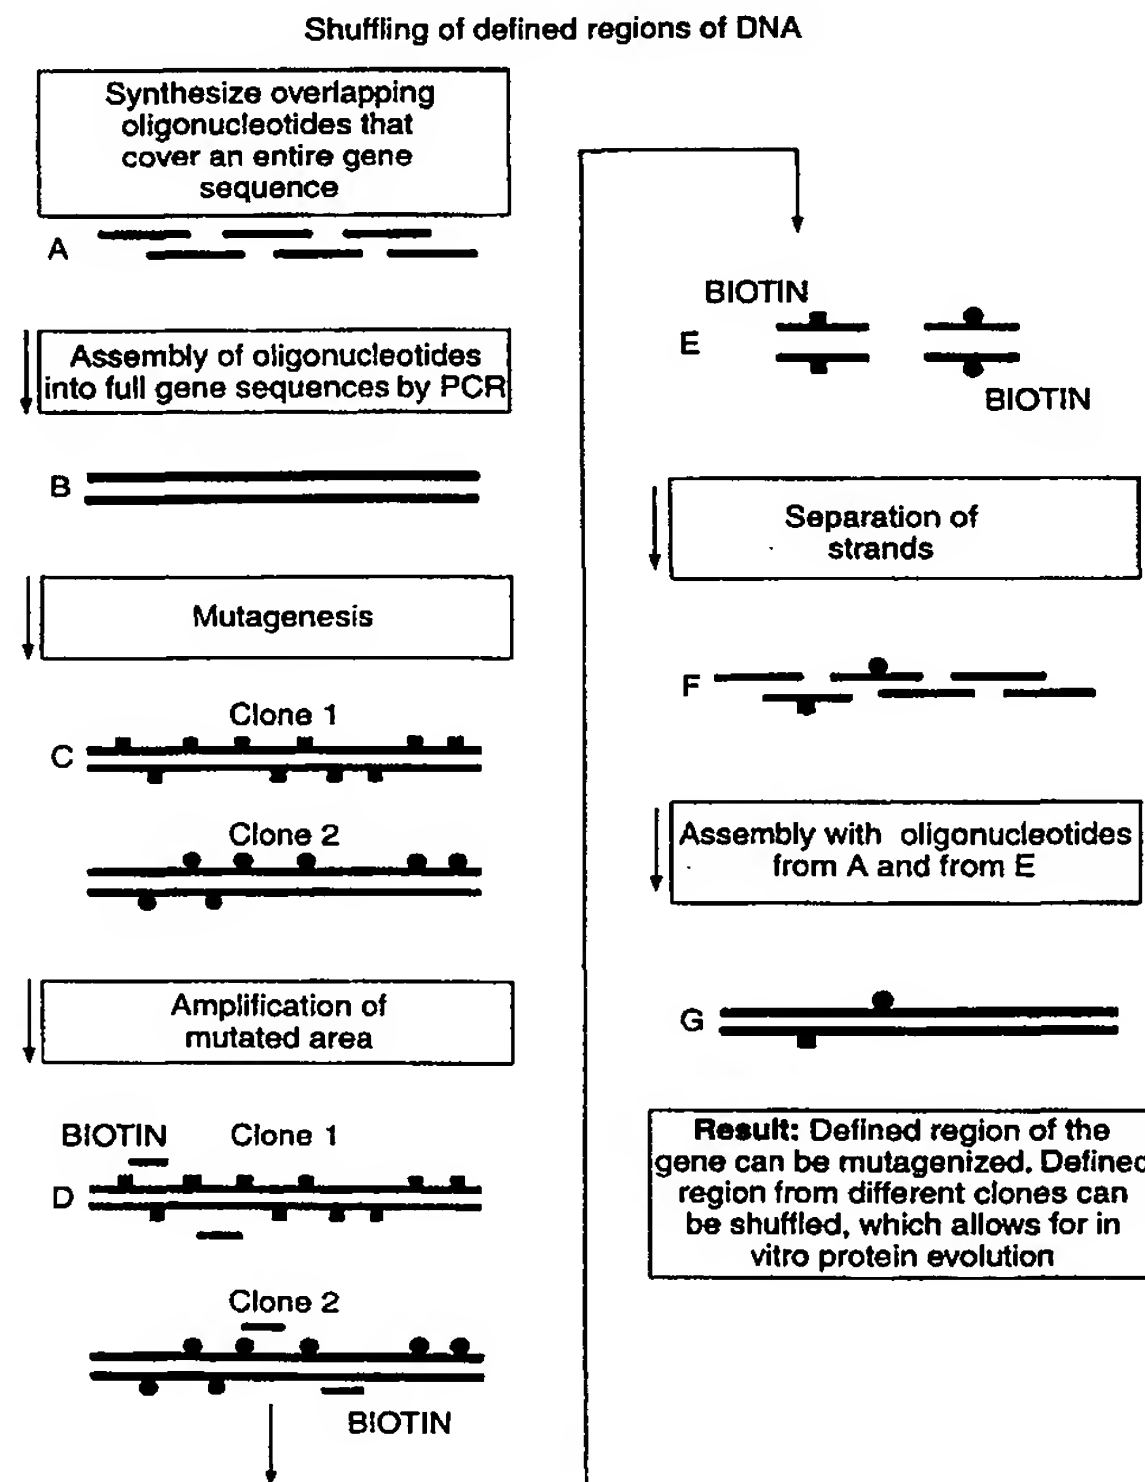 Shuffling of defined regions of DNA
Synthesize overlapping
oligonucleotides that
cover an entire gene
sequence
A
Assembly of oligonucleotides
into full gene sequences by PCR
B
Mutagenesis
Clone 1
C
Clone 2
Amplification of
mutated area
BIOTIN Clone 1
D
Clone 2
BIOTIN
BIOTIN
E
BIOTIN
Separation of
strands
F
Assembly with oligonucleotides
from A and from E
G
Result: Defined region of the
gene can be mutagenized. Defined
region from different clones can
be shuffled, which allows for in
vitro protein evolution